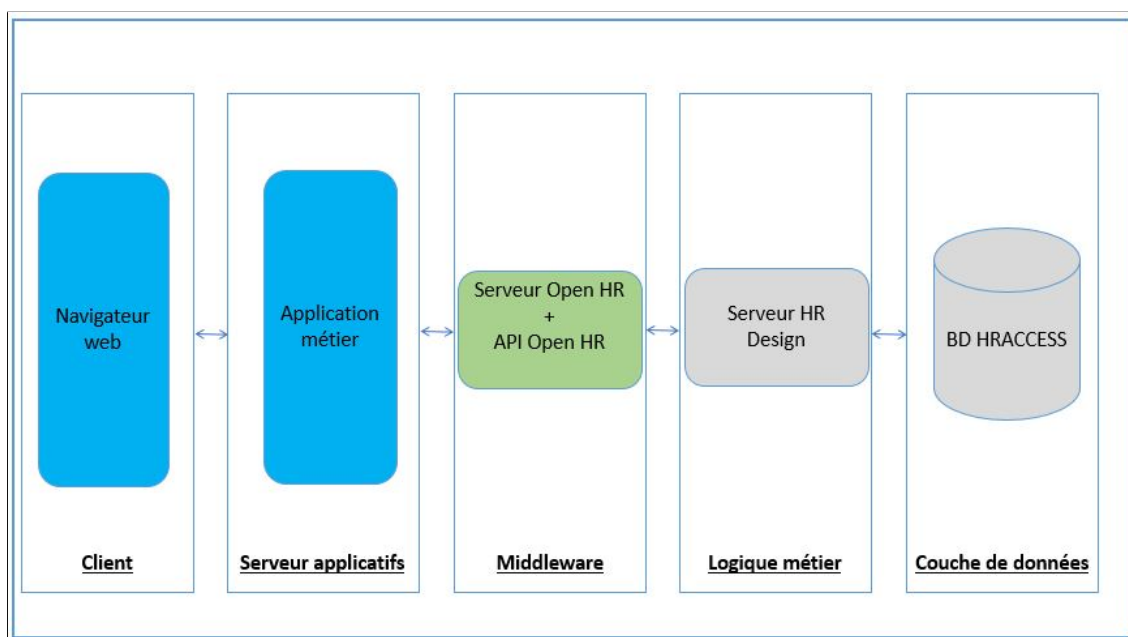 Navigateur
web
Client
Application
métier
Serveur applicatifs
Serveur Open HR
+
API Open HR
Middleware
Serveur HR
Design
Logique métier
BD HRACCESS
Couche de données